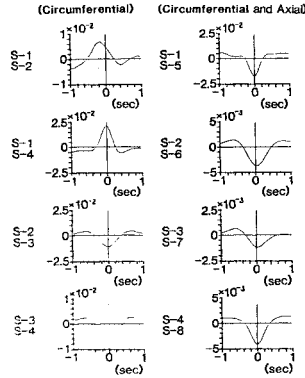 (Circumferential) (Circumferential and Axial)
S-1
S-2
×10⁻²
1
0
-1
-1 0 1
(sec)
S-1
S-5
×10⁻²
2.5
0
-2.5
-1 0 1
(sec)
S-1
S-4
×10⁻²
2.5
0
-2.5
-1 0 1
(sec)
S-2
S-6
×10⁻³
5
0
-5
-1 0 1
(sec)
S-2
S-3
×10⁻²
2.5
0
-2.5
-1 0 1
(sec)
S-3
S-7
×10⁻³
5
0
-5
-1 0 1
(sec)
S-3
S-4
×10⁻²
1
0
-1
-1 0 1
(sec)
S-4
S-8
×10⁻³
5
0
-5
-1 0 1
(sec)